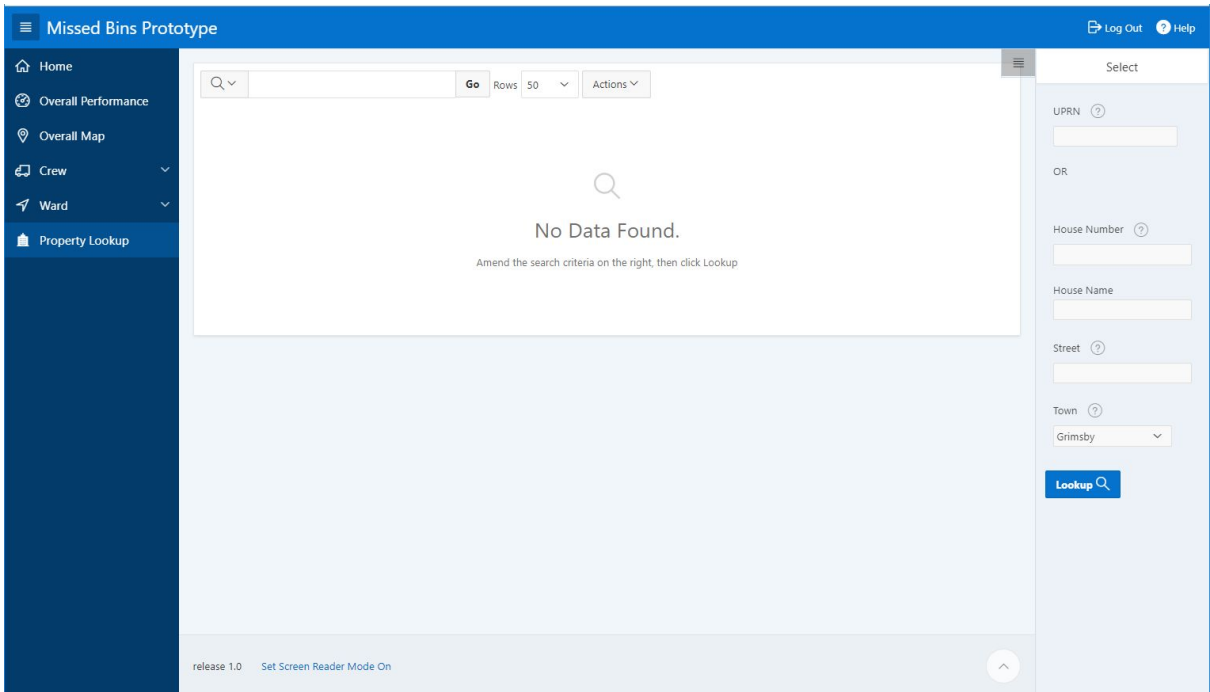 Missed Bins Prototype
Log Out
? Help
Home
Overall Performance
Overall Map
Crew
Ward
Property Lookup
Go Rows 50 Actions
No Data Found.
Amend the search criteria on the right, then click Lookup
Select
UPRN ?
OR
House Number ?
House Name
Street ?
Town ?
Grimsby
Lookup
release 1.0 Set Screen Reader Mode On